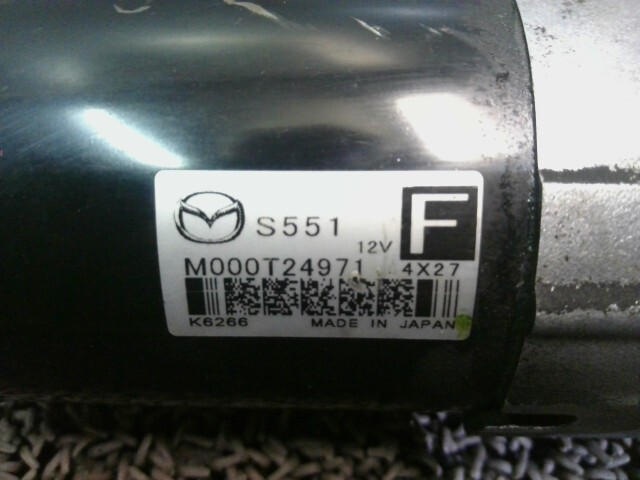 S551 12V F
M000T24971 4X27
K6266 MADE IN JAPAN